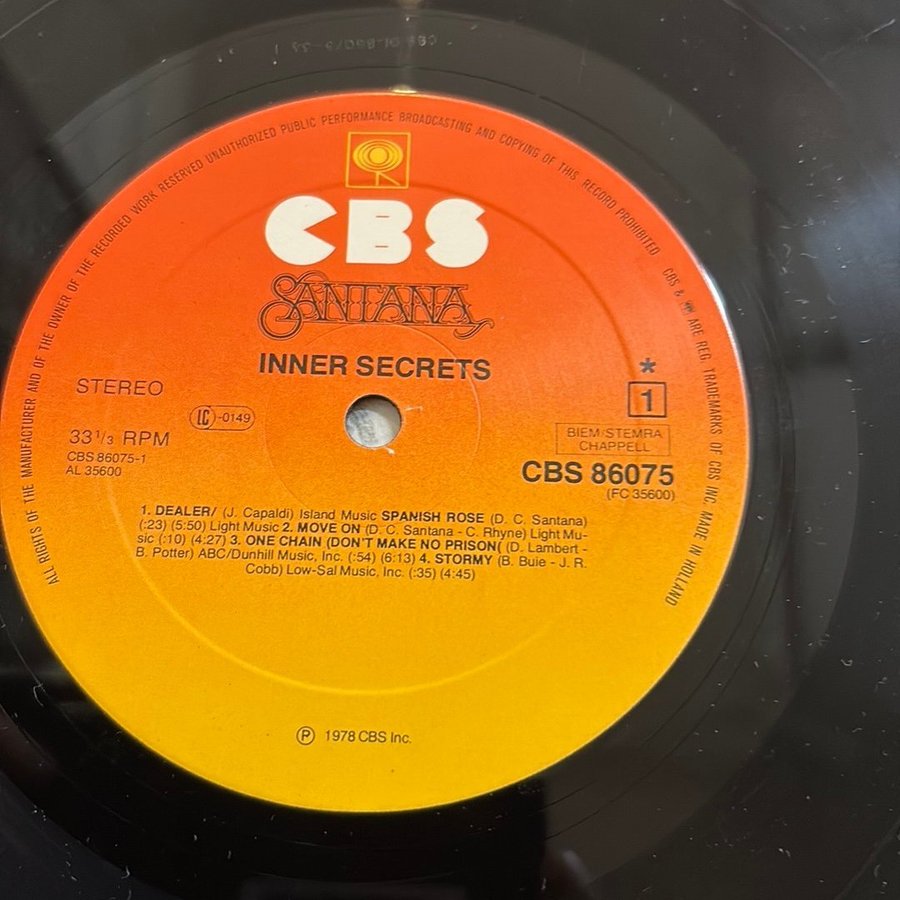 ALL RIGHTS OF THE MANUFACTURER AND OF THE OWNER OF THE RECORDED WORK RESERVED UNAUTHORIZED PUBLIC PERFORMANCE BROADCASTING AND COPYING OF THIS RECORD PROHIBITED CBS & ARE REG. TRADEMARKS OF CBS INC MADE IN HOLLAND
CBS
SANTANA
INNER SECRETS
STEREO
LC-0149
33 1/3 RPM
CBS 86075-1
AL 35600
*
1
BIEM/STEMRA
CHAPPELL
CBS 86075
(FC 35600)
1. DEALER/ (J. Capaldi) Island Music SPANISH ROSE (D. C. Santana)
(:23) (5:50) Light Music 2. MOVE ON (D. C. Santana - C. Rhyne) Light Mu-
sic (:10) (4:27) 3. ONE CHAIN (DON'T MAKE NO PRISON( (D. Lambert -
B. Potter) ABC/Dunhill Music, Inc. (:54) (6:13) 4. STORMY (B. Buie - J. R.
Cobb) Low-Sal Music, Inc. (:35) (4:45)
℗ 1978 CBS Inc.